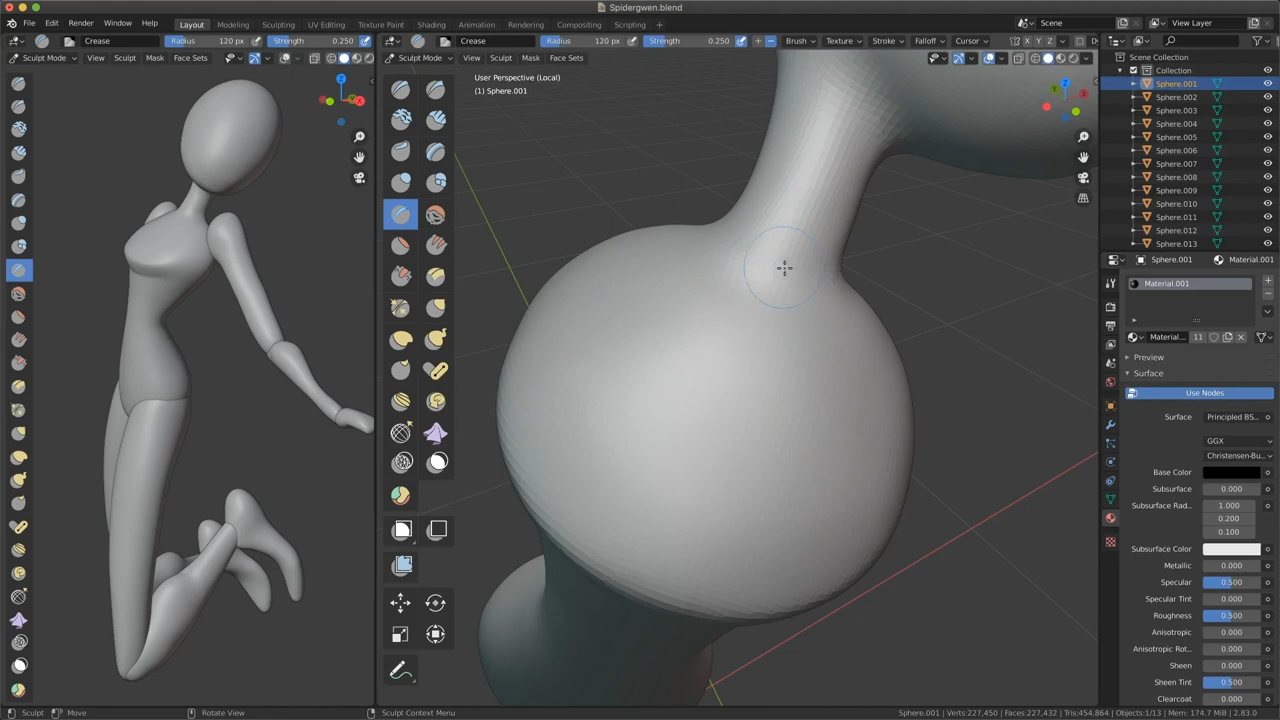 Spidergwen.blend
File Edit Render Window Help Layout Modeling Sculpting UV Editing Texture Paint Shading Animation Rendering Compositing Scripting + Scene View Layer
Crease Radius 120 px Strength 0.250
Sculpt Mode View Sculpt Mask Face Sets
Crease Radius 120 px Strength 0.250 + − Brush Texture Stroke Falloff Cursor X Y Z
Sculpt Mode View Sculpt Mask Face Sets
User Perspective (Local)
(1) Sphere.001
Z
Y
X
Z
Y
X
Scene Collection
Collection
Sphere.001
Sphere.002
Sphere.003
Sphere.004
Sphere.005
Sphere.006
Sphere.007
Sphere.008
Sphere.009
Sphere.010
Sphere.011
Sphere.012
Sphere.013
Sphere.001 Material.001
Material.001
Material... 11
Preview
Surface
Use Nodes
Surface Principled BS...
GGX
Christensen-Bu...
Base Color
Subsurface 0.000
Subsurface Rad... 1.000
0.200
0.100
Subsurface Color
Metallic 0.000
Specular 0.500
Specular Tint 0.000
Roughness 0.500
Anisotropic 0.000
Anisotropic Rot... 0.000
Sheen 0.000
Sheen Tint 0.500
Clearcoat 0.000
Sculpt Move Rotate View Sculpt Context Menu Sphere.001 | Verts:227,450 | Faces:227,432 | Tris:454,864 | Objects:1/13 | Mem: 174.7 MiB | 2.83.0